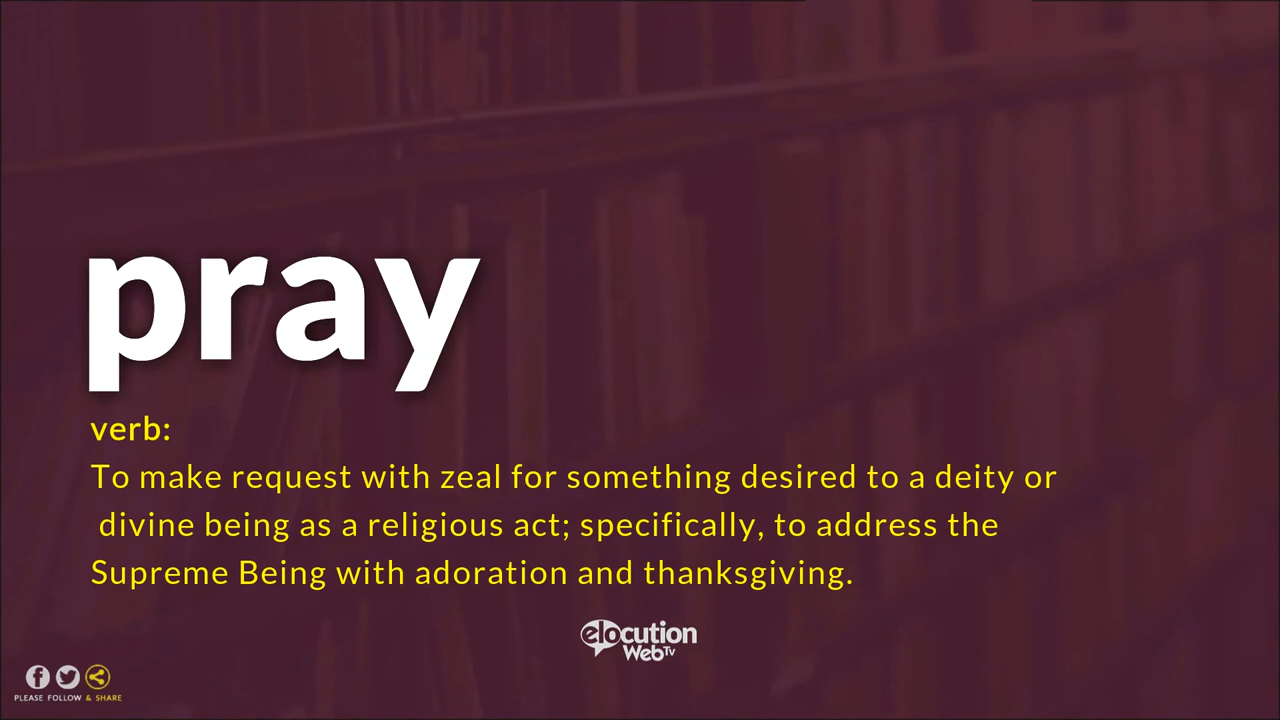 pray
verb:
To make request with zeal for something desired to a deity or
divine being as a religious act; specifically, to address the
Supreme Being with adoration and thanksgiving.
elocution
WebTv
PLEASE FOLLOW & SHARE